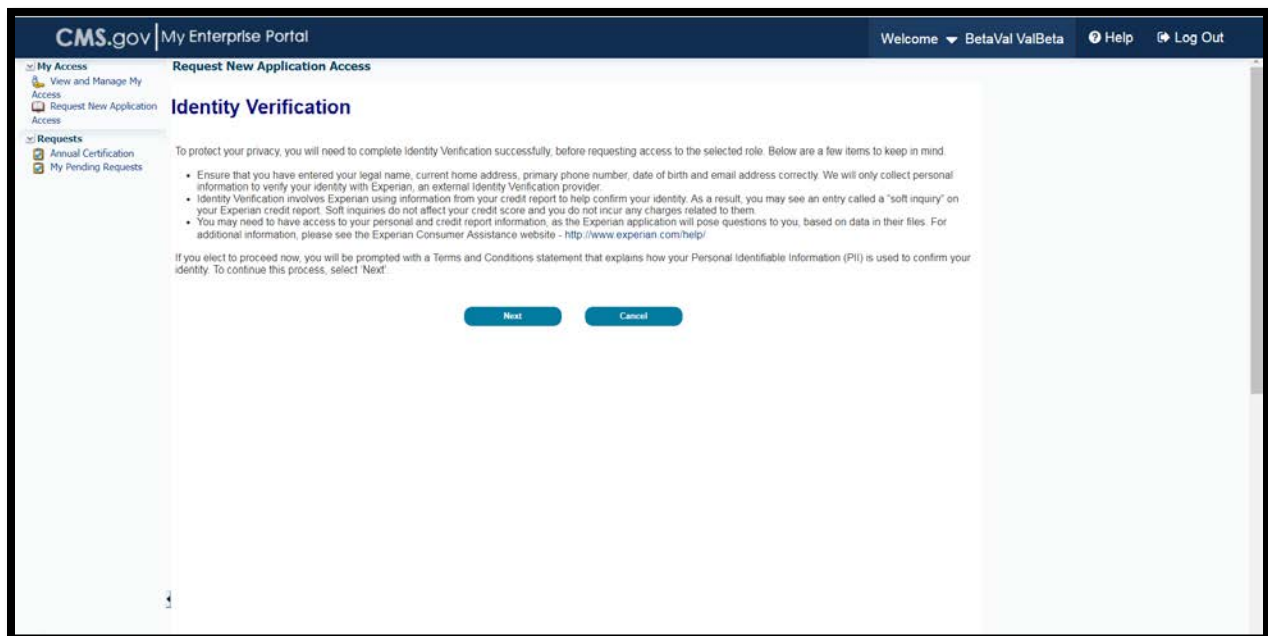 CMS.gov My Enterprise Portal
Welcome BetaVal ValBeta Help Log Out
My Access
View and Manage My
Access
Request New Application
Access
Requests
Annual Certification
My Pending Requests
Request New Application Access
Identity Verification
To protect your privacy, you will need to complete Identity Verification successfully, before requesting access to the selected role. Below are a few items to keep in mind.
• Ensure that you have entered your legal name, current home address, primary phone number, date of birth and email address correctly. We will only collect personal
information to verify your identity with Experian, an external Identity Verification provider.
• Identity Verification involves Experian using information from your credit report to help confirm your identity. As a result, you may see an entry called a "soft inquiry" on
your Experian credit report. Soft inquiries do not affect your credit score and you do not incur any charges related to them.
• You may need to have access to your personal and credit report information, as the Experian application will pose questions to you, based on data in their files. For
additional information, please see the Experian Consumer Assistance website - http://www.experian.com/help/
If you elect to proceed now, you will be prompted with a Terms and Conditions statement that explains how your Personal Identifiable Information (PII) is used to confirm your
identity. To continue this process, select 'Next'.
Next Cancel